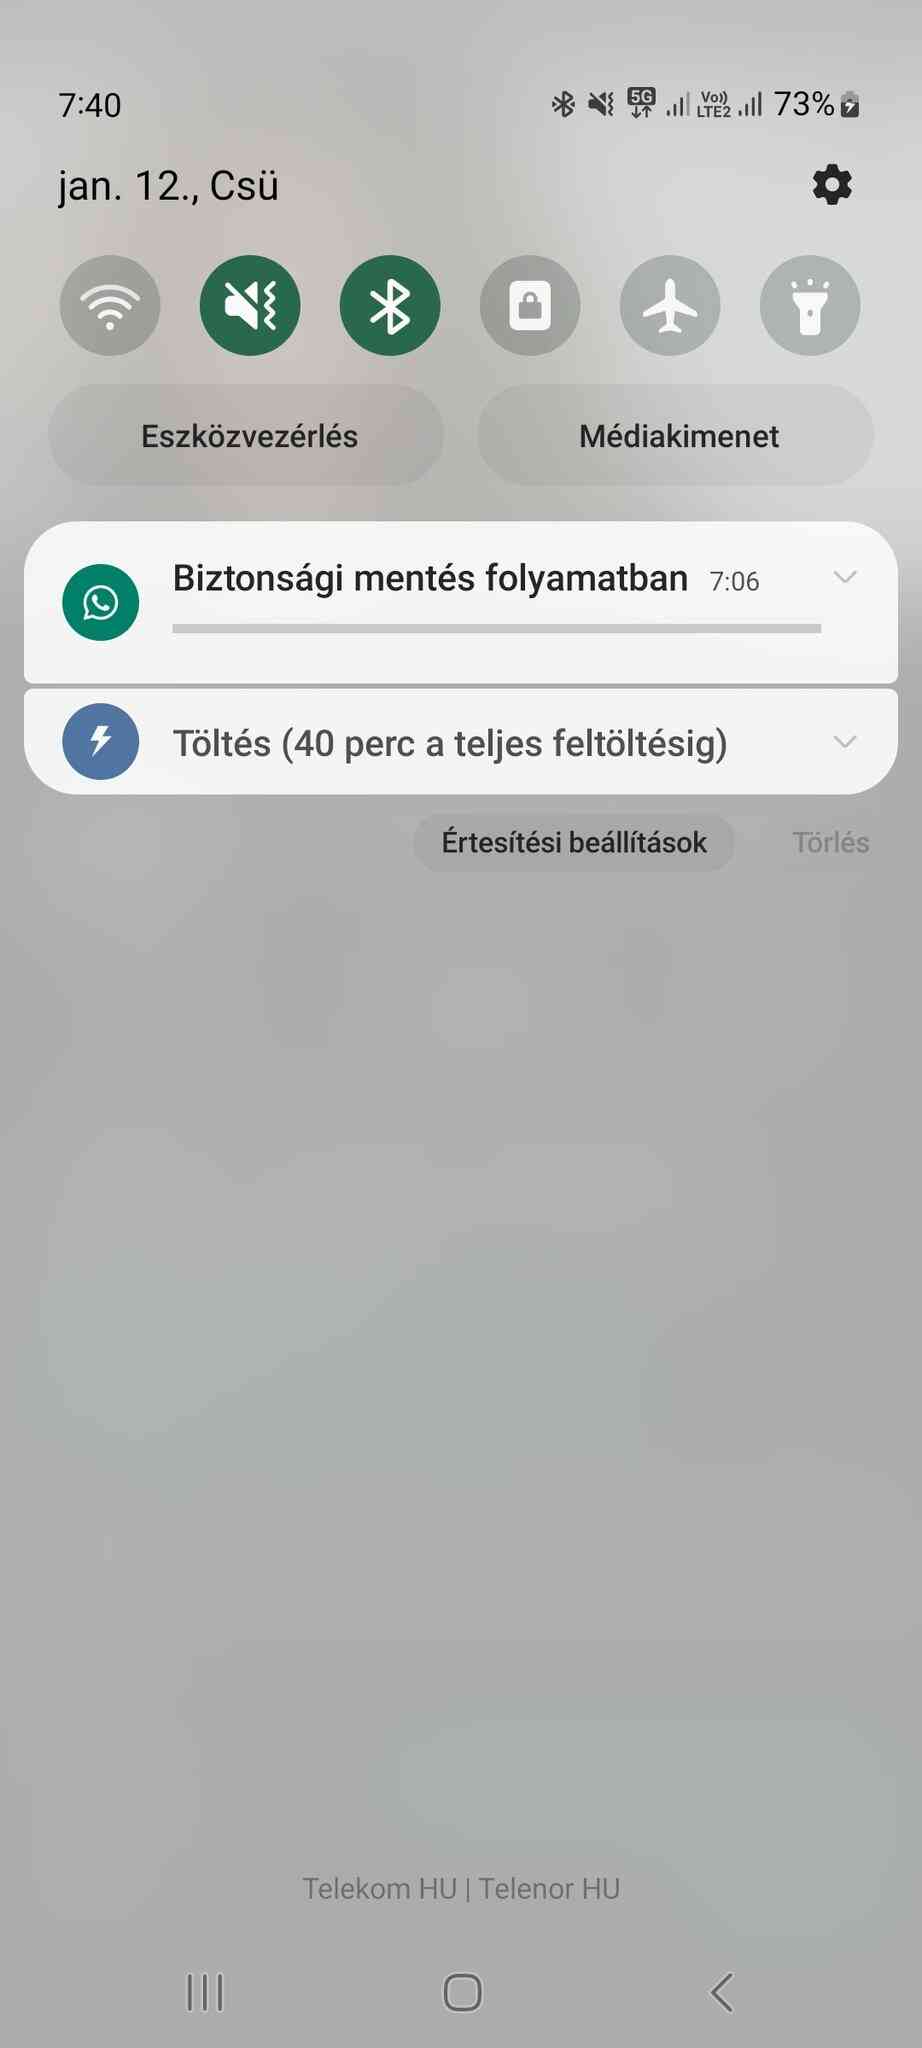 7:40 5G Vo)) LTE2 73%
jan. 12., Csü
Eszközvezérlés Médiakimenet
Biztonsági mentés folyamatban 7:06
Töltés (40 perc a teljes feltöltésig)
Értesítési beállítások Törlés
Telekom HU | Telenor HU